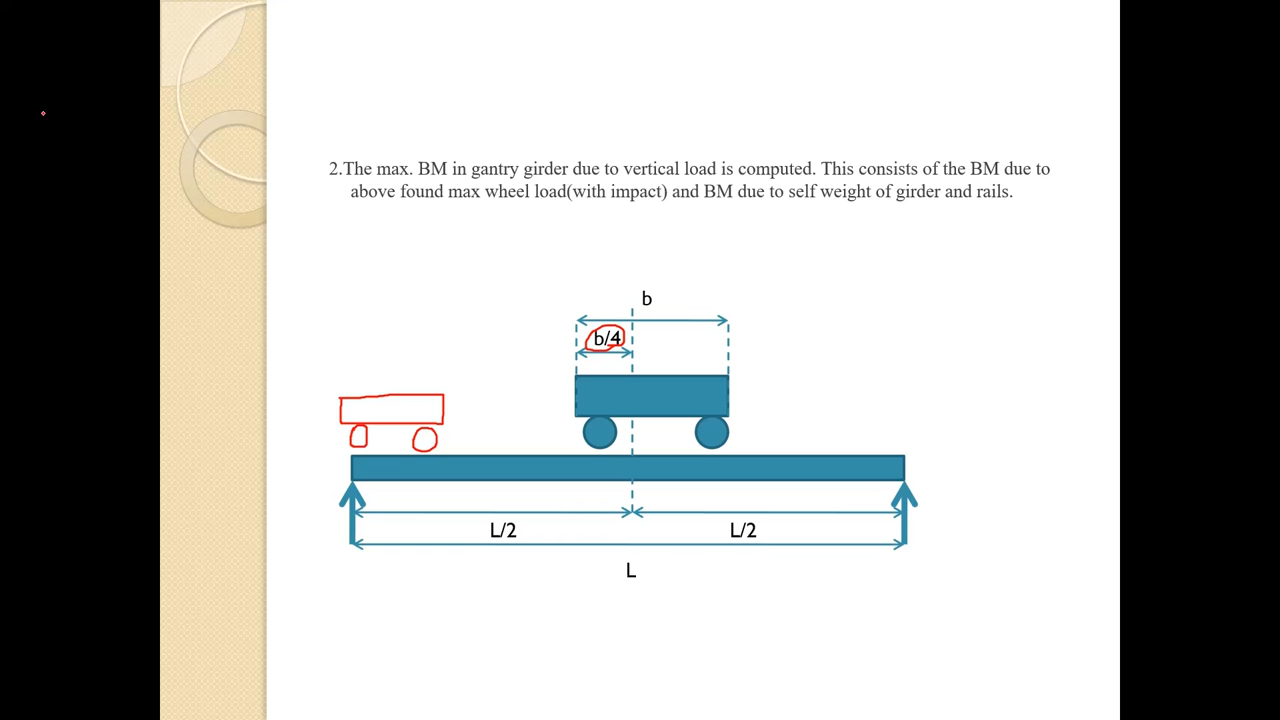 2.The max. BM in gantry girder due to vertical load is computed. This consists of the BM due to
above found max wheel load(with impact) and BM due to self weight of girder and rails.
b
b/4
L/2
L/2
L